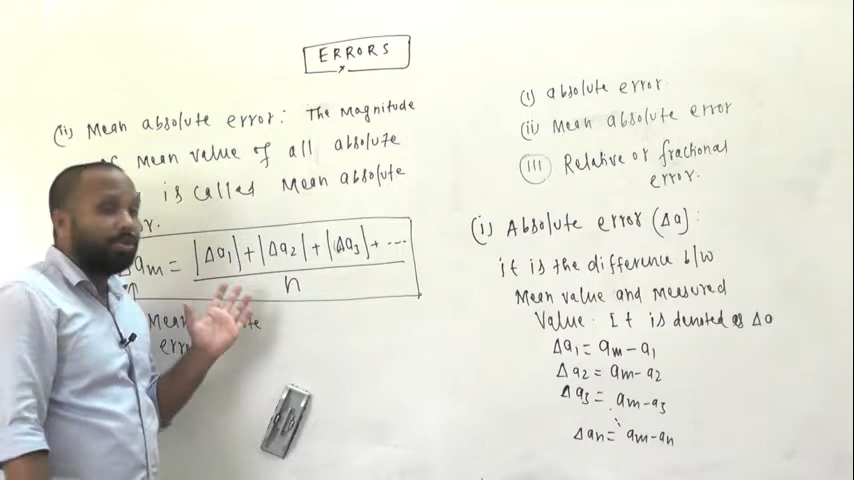 ERRORS
(ii) Mean absolute error: The Magnitude
of Mean value of all absolute
is called Mean absolute
or.
am = |Δa1| + |Δa2| + |Δa3| + ....
n
Mean
erro
(i) absolute error.
(ii) Mean absolute error
(III) Relative or fractional
error.
(i) Absolute error (Δa):
it is the difference b/w
Mean value and Measured
Value. It is denoted as Δa
Δa1 = am - a1
Δa2 = am - a2
Δa3 = am - a3
Δan = am - an